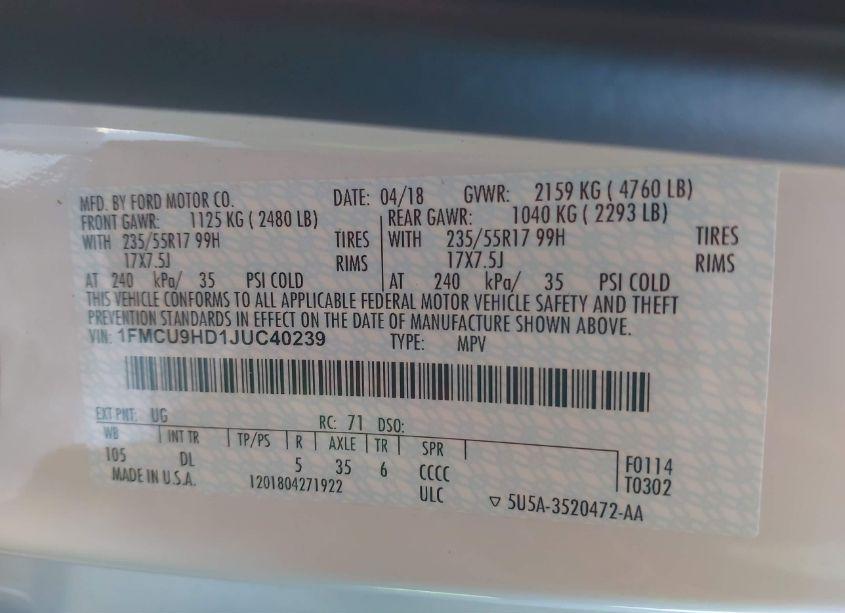 MFD. BY FORD MOTOR CO. DATE: 04/18 GVWR: 2159 KG ( 4760 LB)
FRONT GAWR: 1125 KG ( 2480 LB) REAR GAWR: 1040 KG ( 2293 LB)
WITH 235/55R17 99H TIRES WITH 235/55R17 99H TIRES
17X7.5J RIMS 17X7.5J RIMS
AT 240 kPa/ 35 PSI COLD AT 240 kPa/ 35 PSI COLD
THIS VEHICLE CONFORMS TO ALL APPLICABLE FEDERAL MOTOR VEHICLE SAFETY AND THEFT
PREVENTION STANDARDS IN EFFECT ON THE DATE OF MANUFACTURE SHOWN ABOVE.
VIN: 1FMCU9HD1JUC40239 TYPE: MPV
EXT PNT: UG RC: 71 DSO:
WB INT TR TP/PS R AXLE TR SPR
105 DL 5 35 6 CCCC F0114
MADE IN U.S.A. 1201804271922 ULC T0302
▽ 5U5A-3520472-AA